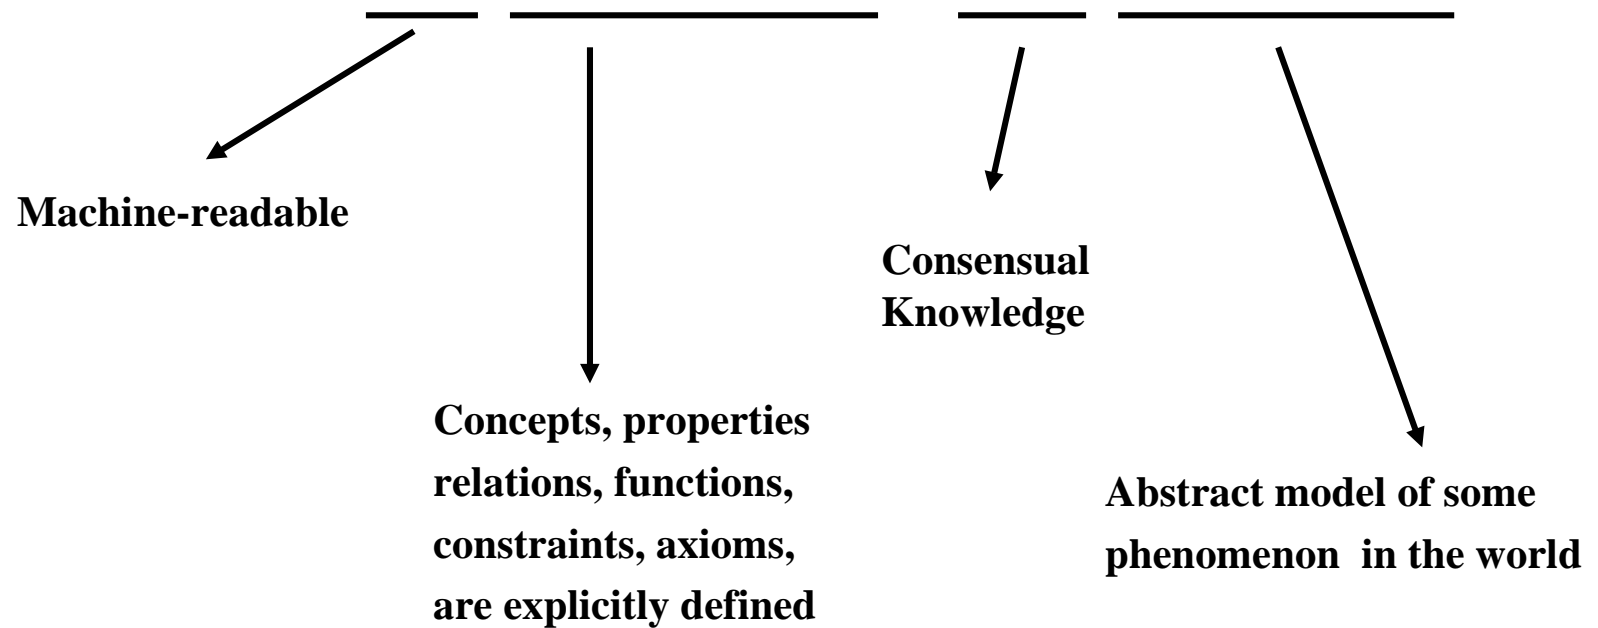 Machine-readable
Consensual
Knowledge
Concepts, properties
relations, functions,
constraints, axioms,
are explicitly defined
Abstract model of some
phenomenon in the world